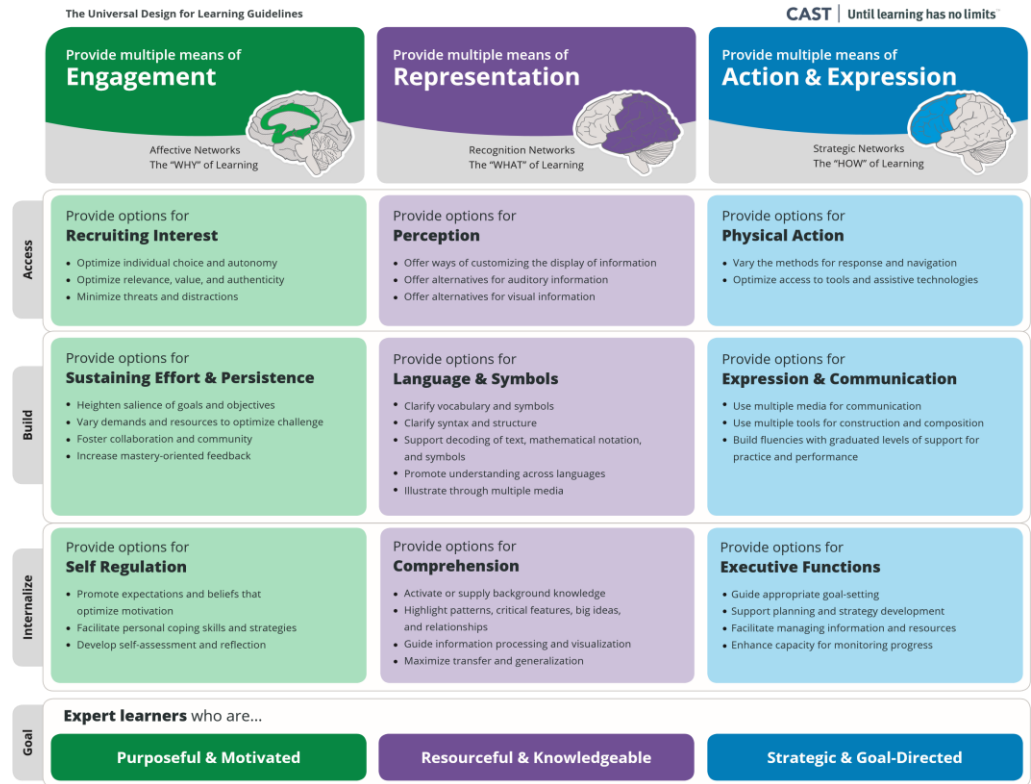 The Universal Design for Learning Guidelines
CAST | Until learning has no limits™
Provide multiple means of
Engagement
Affective Networks
The “WHY” of Learning
Provide multiple means of
Representation
Recognition Networks
The “WHAT” of Learning
Provide multiple means of
Action & Expression
Strategic Networks
The “HOW” of Learning
Access
Provide options for
Recruiting Interest
• Optimize individual choice and autonomy
• Optimize relevance, value, and authenticity
• Minimize threats and distractions
Provide options for
Perception
• Offer ways of customizing the display of information
• Offer alternatives for auditory information
• Offer alternatives for visual information
Provide options for
Physical Action
• Vary the methods for response and navigation
• Optimize access to tools and assistive technologies
Build
Provide options for
Sustaining Effort & Persistence
• Heighten salience of goals and objectives
• Vary demands and resources to optimize challenge
• Foster collaboration and community
• Increase mastery-oriented feedback
Provide options for
Language & Symbols
• Clarify vocabulary and symbols
• Clarify syntax and structure
• Support decoding of text, mathematical notation,
and symbols
• Promote understanding across languages
• Illustrate through multiple media
Provide options for
Expression & Communication
• Use multiple media for communication
• Use multiple tools for construction and composition
• Build fluencies with graduated levels of support for
practice and performance
Internalize
Provide options for
Self Regulation
• Promote expectations and beliefs that
optimize motivation
• Facilitate personal coping skills and strategies
• Develop self-assessment and reflection
Provide options for
Comprehension
• Activate or supply background knowledge
• Highlight patterns, critical features, big ideas,
and relationships
• Guide information processing and visualization
• Maximize transfer and generalization
Provide options for
Executive Functions
• Guide appropriate goal-setting
• Support planning and strategy development
• Facilitate managing information and resources
• Enhance capacity for monitoring progress
Goal
Expert learners who are...
Purposeful & Motivated
Resourceful & Knowledgeable
Strategic & Goal-Directed